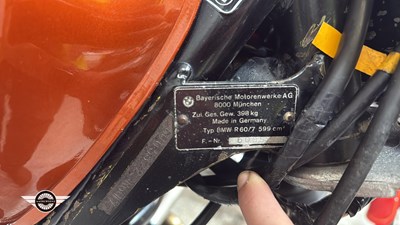 Bayerische Motorenwerke AG
8000 München
Zul. Ges. Gew. 398 kg
Made in Germany
Typ BMW R60/7 599 cm³
F.-Nr.